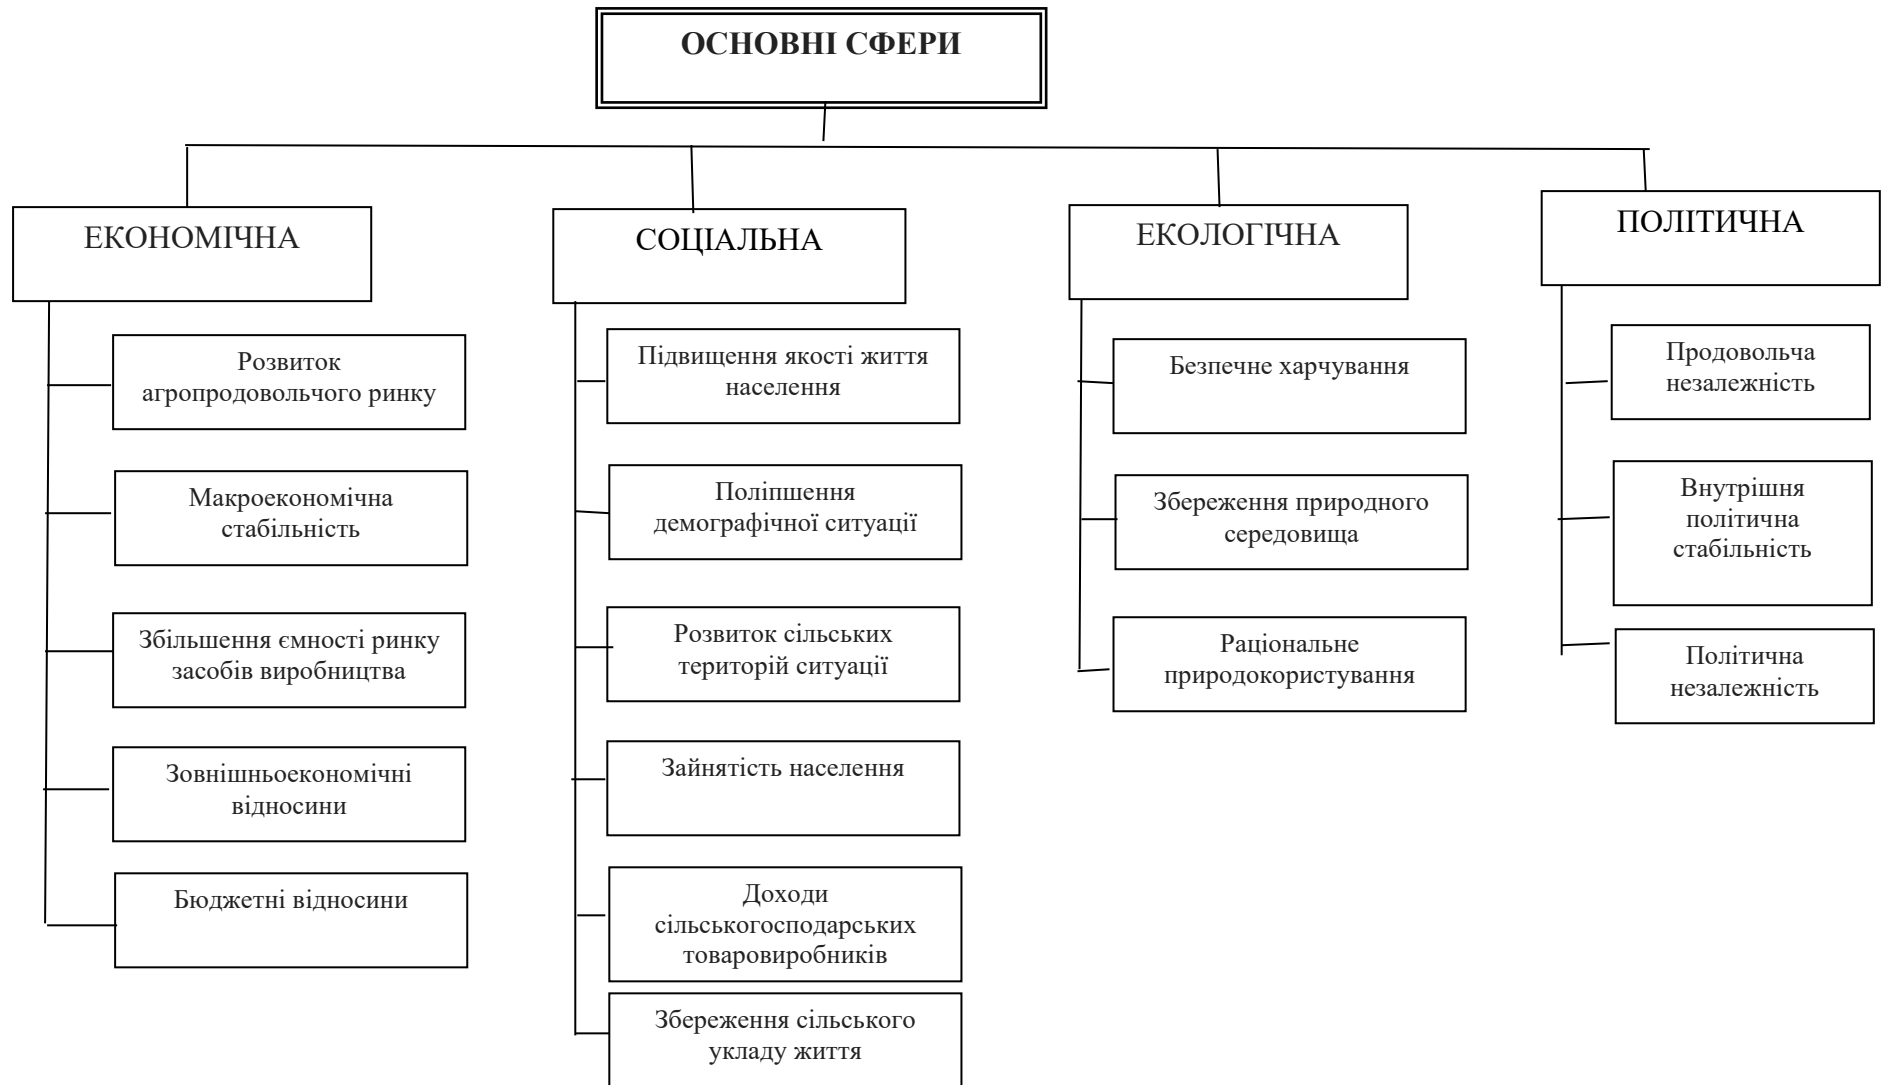 ОСНОВНІ СФЕРИ
ЕКОНОМІЧНА
Розвиток
агропродовольчого ринку
Макроекономічна
стабільність
Збільшення ємності ринку
засобів виробництва
Зовнішньоекономічні
відносини
Бюджетні відносини
СОЦІАЛЬНА
Підвищення якості життя
населення
Поліпшення
демографічної ситуації
Розвиток сільських
територій ситуації
Зайнятість населення
Доходи
сільськогосподарських
товаровиробників
Збереження сільського
укладу життя
ЕКОЛОГІЧНА
Безпечне харчування
Збереження природного
середовища
Раціональне
природокористування
ПОЛІТИЧНА
Продовольча
незалежність
Внутрішня
політична
стабільність
Політична
незалежність